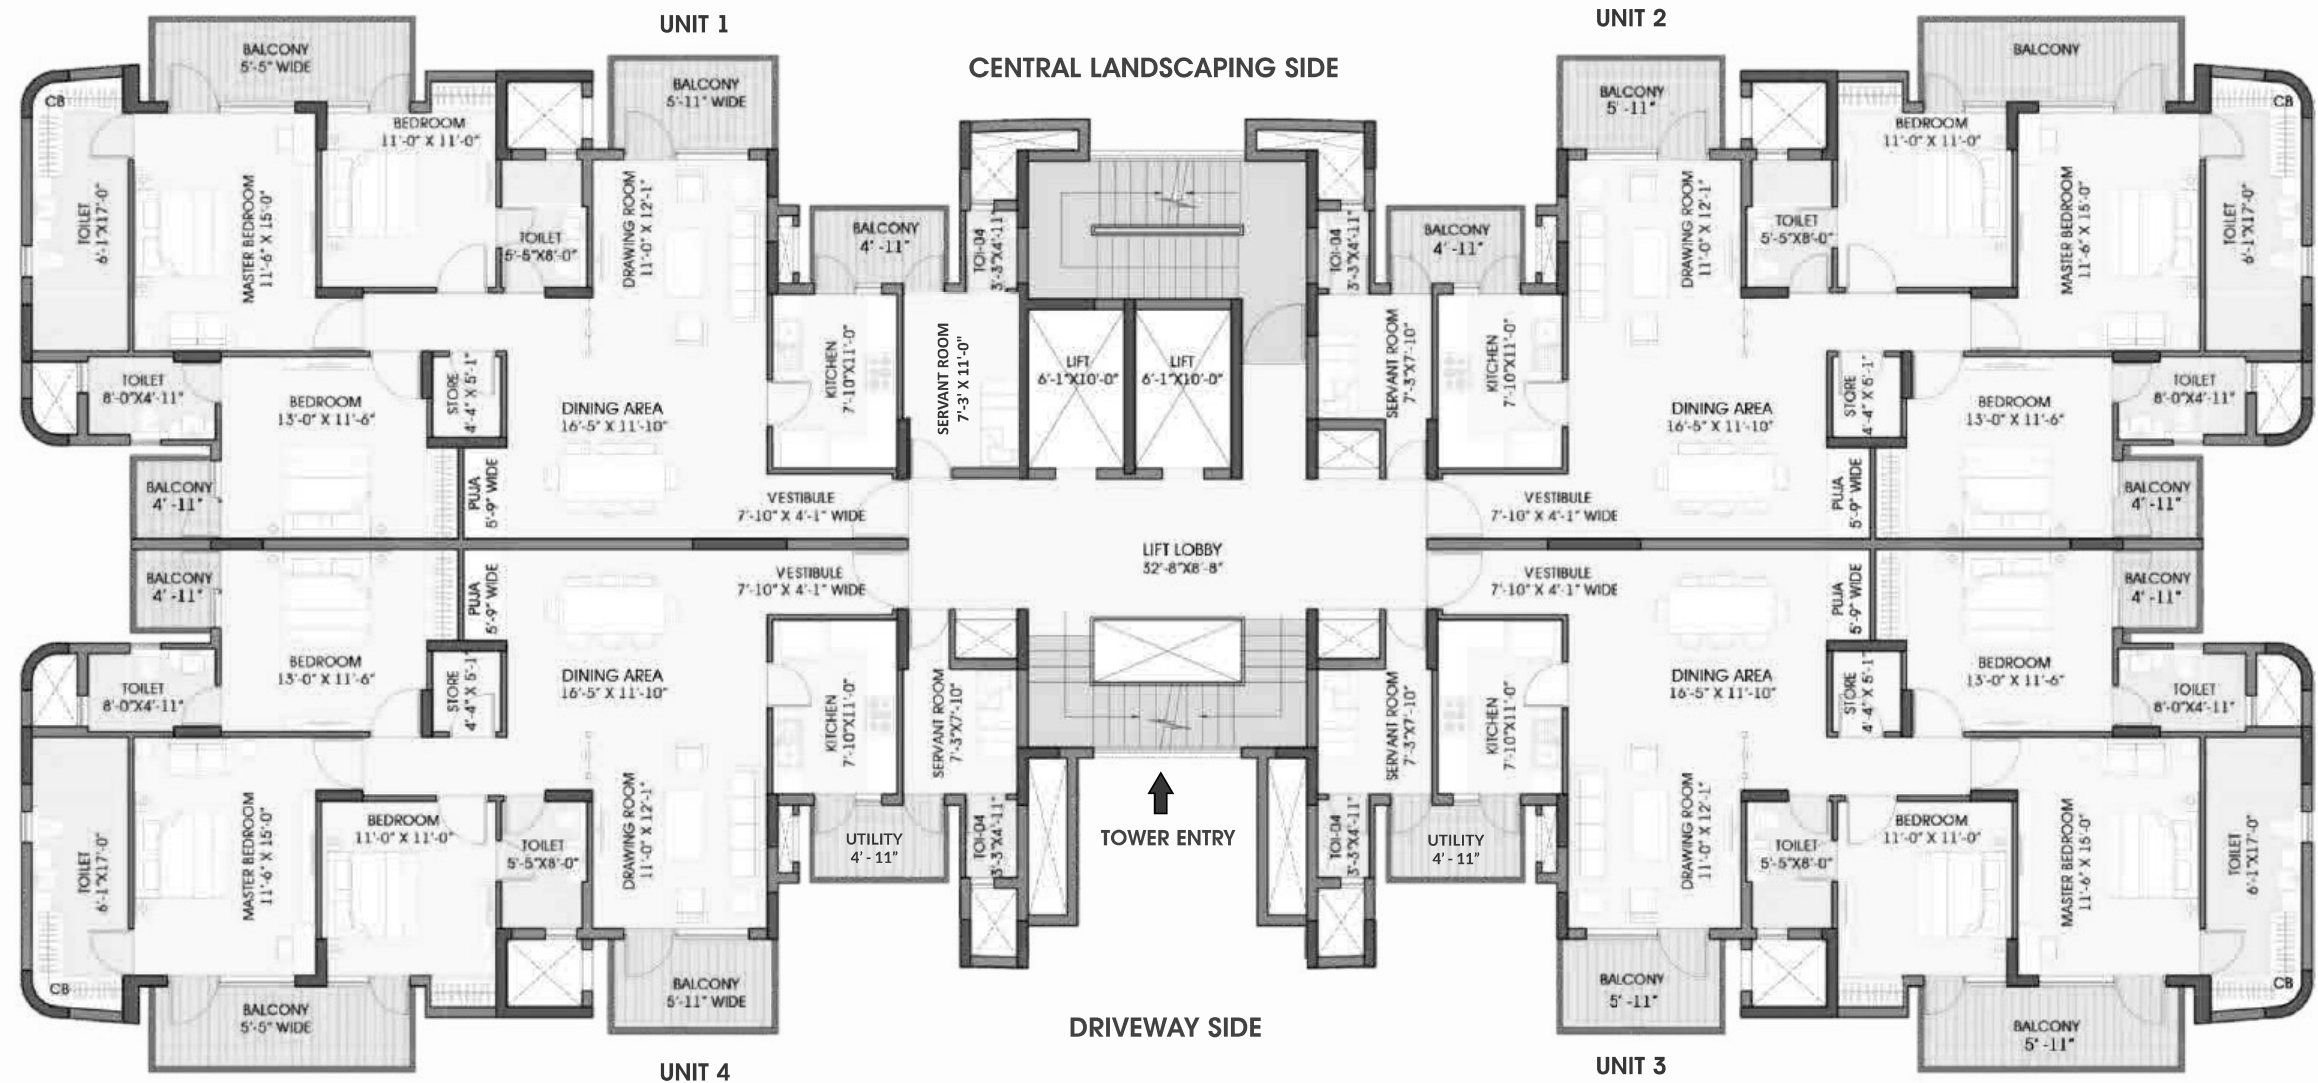 UNIT 1
UNIT 2
CENTRAL LANDSCAPING SIDE
BALCONY
5'-5" WIDE
BALCONY
5'-11" WIDE
CB
BEDROOM
11'-0" X 11'-0"
TOILET
6'-1"X17'-0"
MASTER BEDROOM
11'-6" X 15'-0"
TOILET
5'-5"X8'-0"
DRAWING ROOM
11'-0" X 12'-1"
BALCONY
4' -11"
TOI-04
3'-3"X4'-11"
TOILET
8'-0"X4'-11"
BEDROOM
13'-0" X 11'-6"
STORE
4'-4" X 5'-1"
DINING AREA
16'-5" X 11'-10"
KITCHEN
7'-10"X11'-0"
SERVANT ROOM
7'-3' X 11'-0"
LIFT
6'-1"X10'-0"
LIFT
6'-1"X10'-0"
BALCONY
4' -11"
PUJA
5'-9" WIDE
VESTIBULE
7'-10" X 4'-1" WIDE
BALCONY
5' -11"
BALCONY
CB
BEDROOM
11'-0" X 11'-0"
TOI-04
3'-3"X4'-11"
BALCONY
4' -11"
DRAWING ROOM
11'-0" X 12'-1"
TOILET
5'-5"X8'-0"
MASTER BEDROOM
11'-6" X 15'-0"
TOILET
6'-1"X17'-0"
SERVANT ROOM
7'-3"X7'-10"
KITCHEN
7'-10"X11'-0"
DINING AREA
16'-5" X 11'-10"
STORE
4'-4" X 5'-1"
BEDROOM
13'-0" X 11'-6"
TOILET
8'-0"X4'-11"
VESTIBULE
7'-10" X 4'-1" WIDE
PUJA
5'-9" WIDE
BALCONY
4' -11"
LIFT LOBBY
32'-8"X8'-8"
BALCONY
4' -11"
PUJA
5'-9" WIDE
VESTIBULE
7'-10" X 4'-1" WIDE
TOILET
8'-0"X4'-11"
BEDROOM
13'-0" X 11'-6"
STORE
4'-4" X 5'-1"
DINING AREA
16'-5" X 11'-10"
KITCHEN
7'-10"X11'-0"
SERVANT ROOM
7'-3"X7'-10"
TOILET
6'-1"X17'-0"
MASTER BEDROOM
11'-6" X 15'-0"
BEDROOM
11'-0" X 11'-0"
TOILET
5'-5"X8'-0"
DRAWING ROOM
11'-0" X 12'-1"
UTILITY
4' - 11"
TOI-04
3'-3"X4'-11"
CB
BALCONY
5'-5" WIDE
BALCONY
5'-11" WIDE
TOWER ENTRY
VESTIBULE
7'-10" X 4'-1" WIDE
PUJA
5'-9" WIDE
BALCONY
4' -11"
SERVANT ROOM
7'-3"X7'-10"
KITCHEN
7'-10"X11'-0"
DINING AREA
16'-5" X 11'-10"
STORE
4'-4" X 5'-1"
BEDROOM
13'-0" X 11'-6"
TOILET
8'-0"X4'-11"
TOI-04
3'-3"X4'-11"
UTILITY
4' - 11"
DRAWING ROOM
11'-0" X 12'-1"
TOILET
5'-5"X8'-0"
BEDROOM
11'-0" X 11'-0"
MASTER BEDROOM
11'-6" X 15'-0"
TOILET
6'-1"X17'-0"
CB
BALCONY
5' -11"
BALCONY
5' -11"
DRIVEWAY SIDE
UNIT 4
UNIT 3